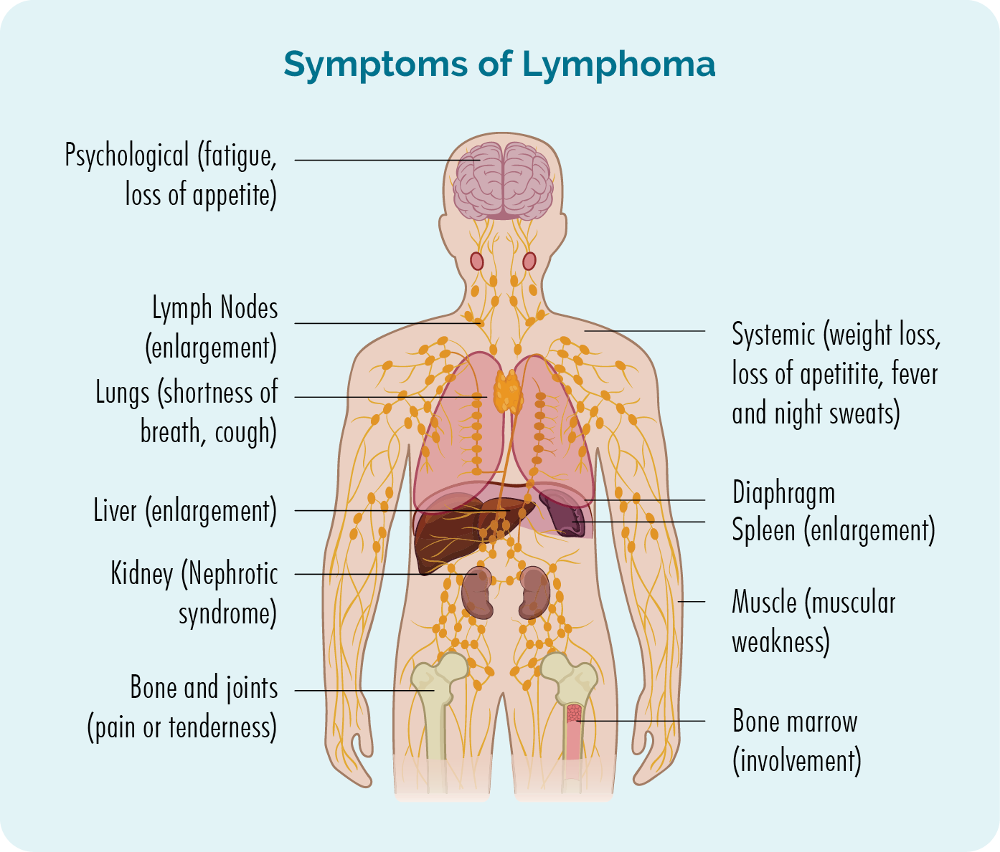 Symptoms of Lymphoma
Psychological (fatigue,
loss of appetite)
Lymph Nodes
(enlargement)
Lungs (shortness of
breath, cough)
Liver (enlargement)
Kidney (Nephrotic
syndrome)
Bone and joints
(pain or tenderness)
Systemic (weight loss,
loss of apetitite, fever
and night sweats)
Diaphragm
Spleen (enlargement)
Muscle (muscular
weakness)
Bone marrow
(involvement)